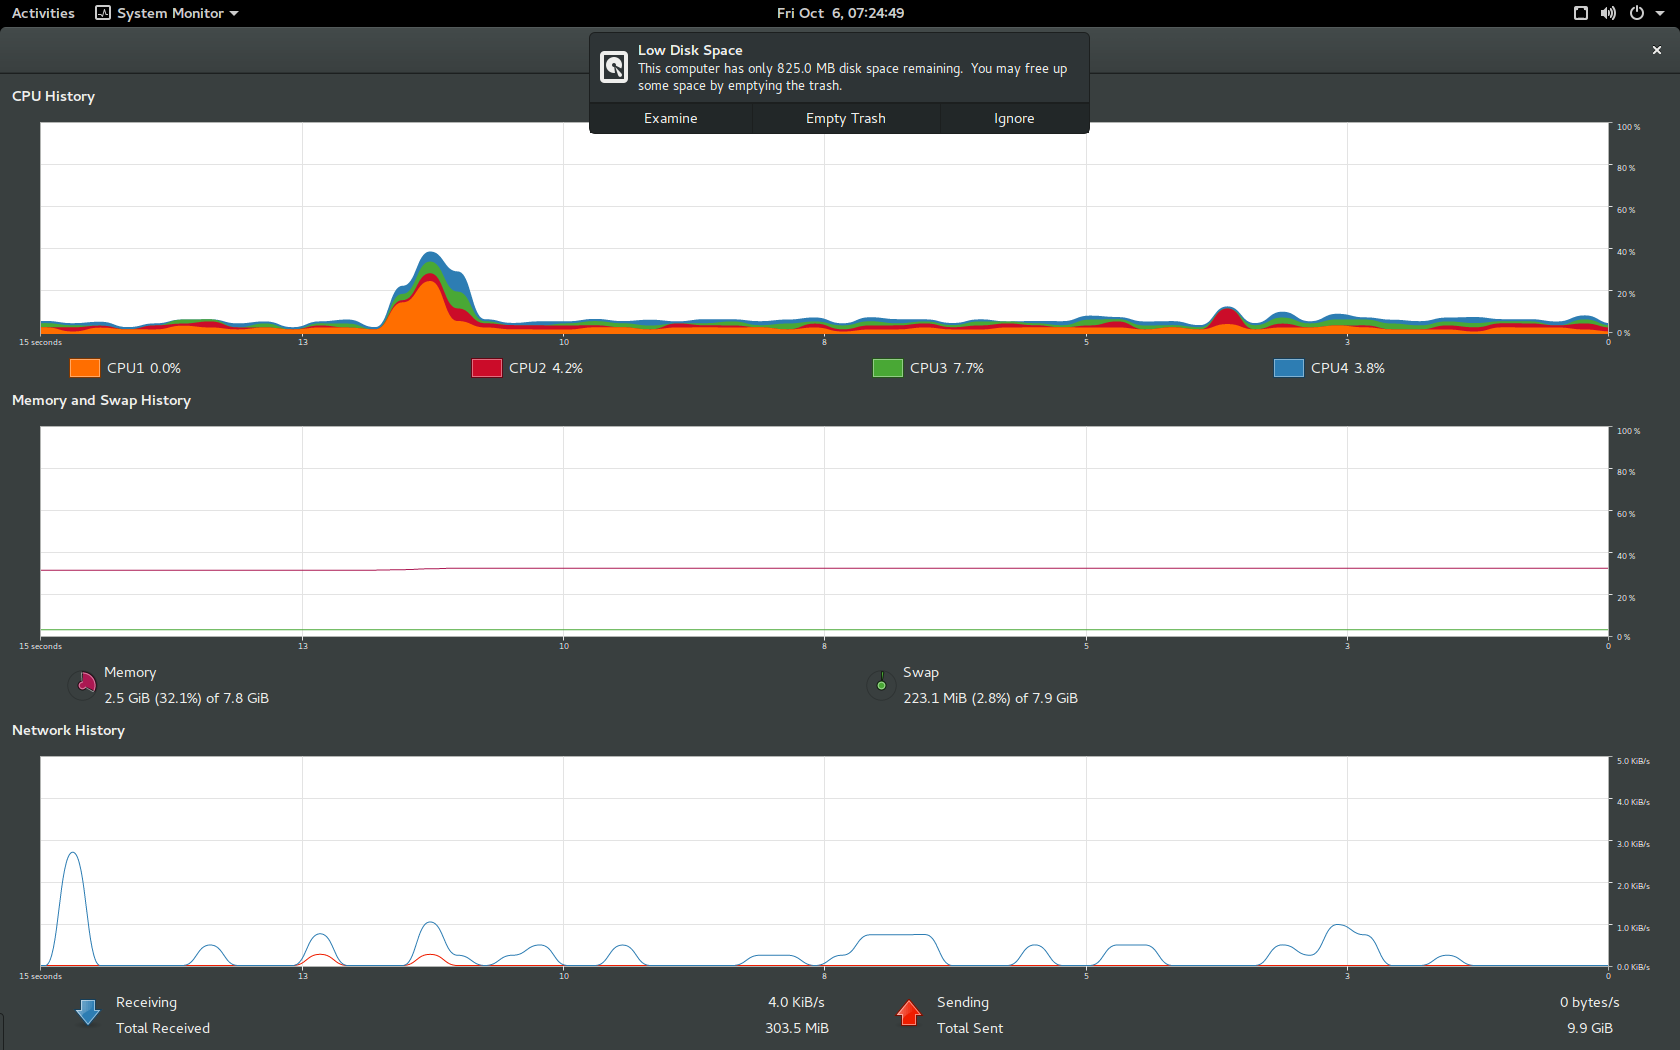 Activities System Monitor Fri Oct 6, 07:24:49
Low Disk Space
This computer has only 825.0 MB disk space remaining. You may free up
some space by emptying the trash.
Examine Empty Trash Ignore
CPU History
100 %
80 %
60 %
40 %
20 %
0 %
15 seconds 13 10 8 5 3 0
CPU1 0.0% CPU2 4.2% CPU3 7.7% CPU4 3.8%
Memory and Swap History
100 %
80 %
60 %
40 %
20 %
0 %
15 seconds 13 10 8 5 3 0
Memory Swap
2.5 GiB (32.1%) of 7.8 GiB 223.1 MiB (2.8%) of 7.9 GiB
Network History
5.0 KiB/s
4.0 KiB/s
3.0 KiB/s
2.0 KiB/s
1.0 KiB/s
0.0 KiB/s
15 seconds 13 10 8 5 3 0
Receiving 4.0 KiB/s Sending 0 bytes/s
Total Received 303.5 MiB Total Sent 9.9 GiB